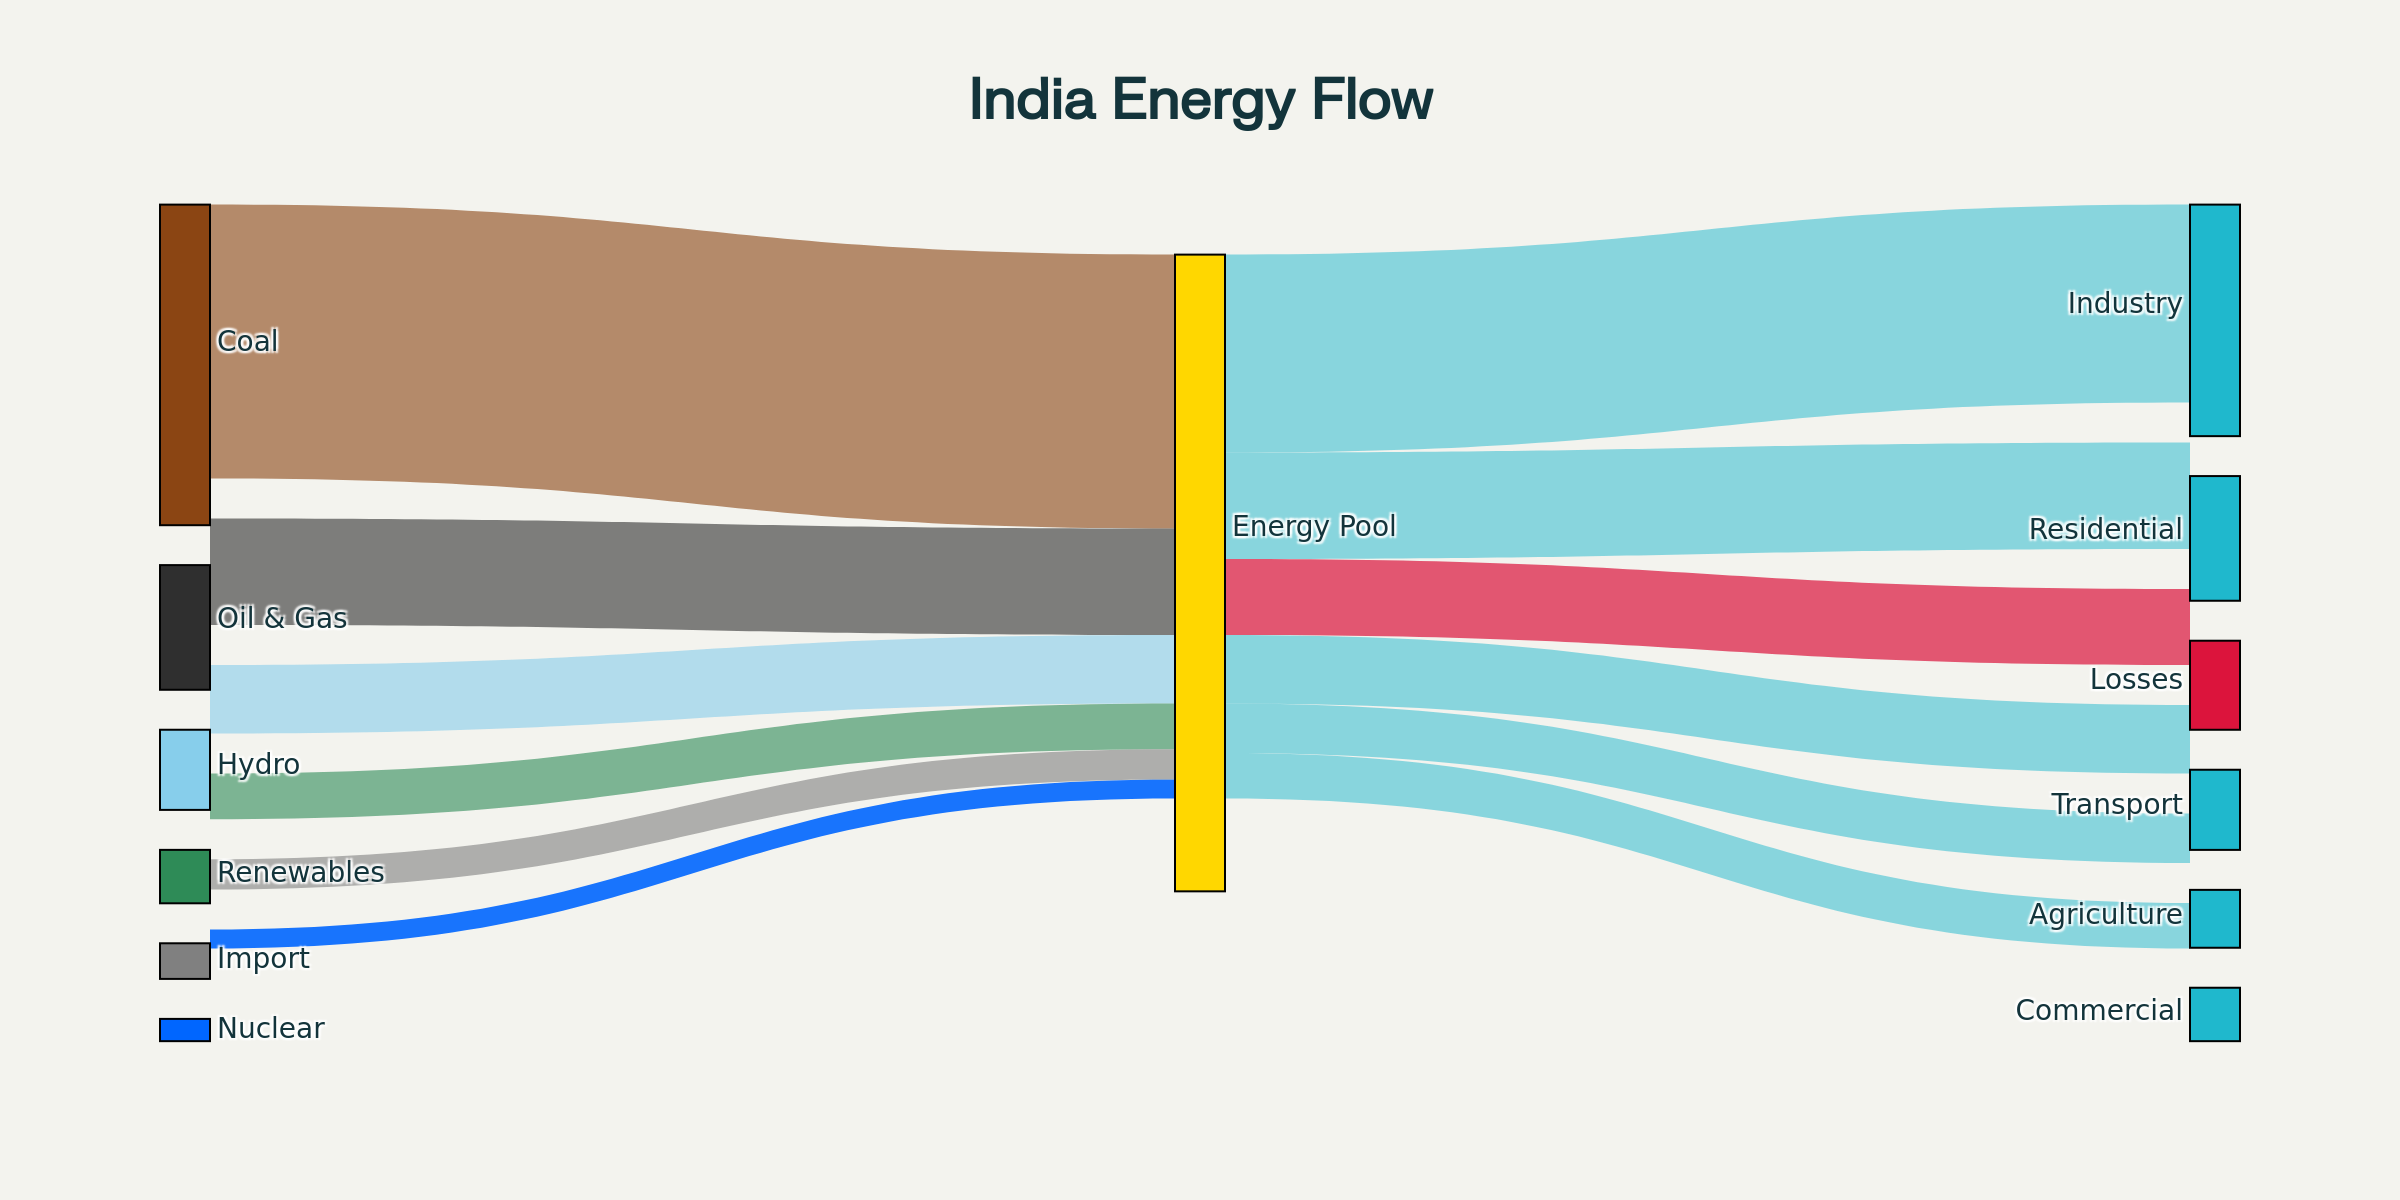 India Energy Flow
Coal
Oil & Gas
Hydro
Renewables
Import
Nuclear
Energy Pool
Industry
Residential
Losses
Transport
Agriculture
Commercial